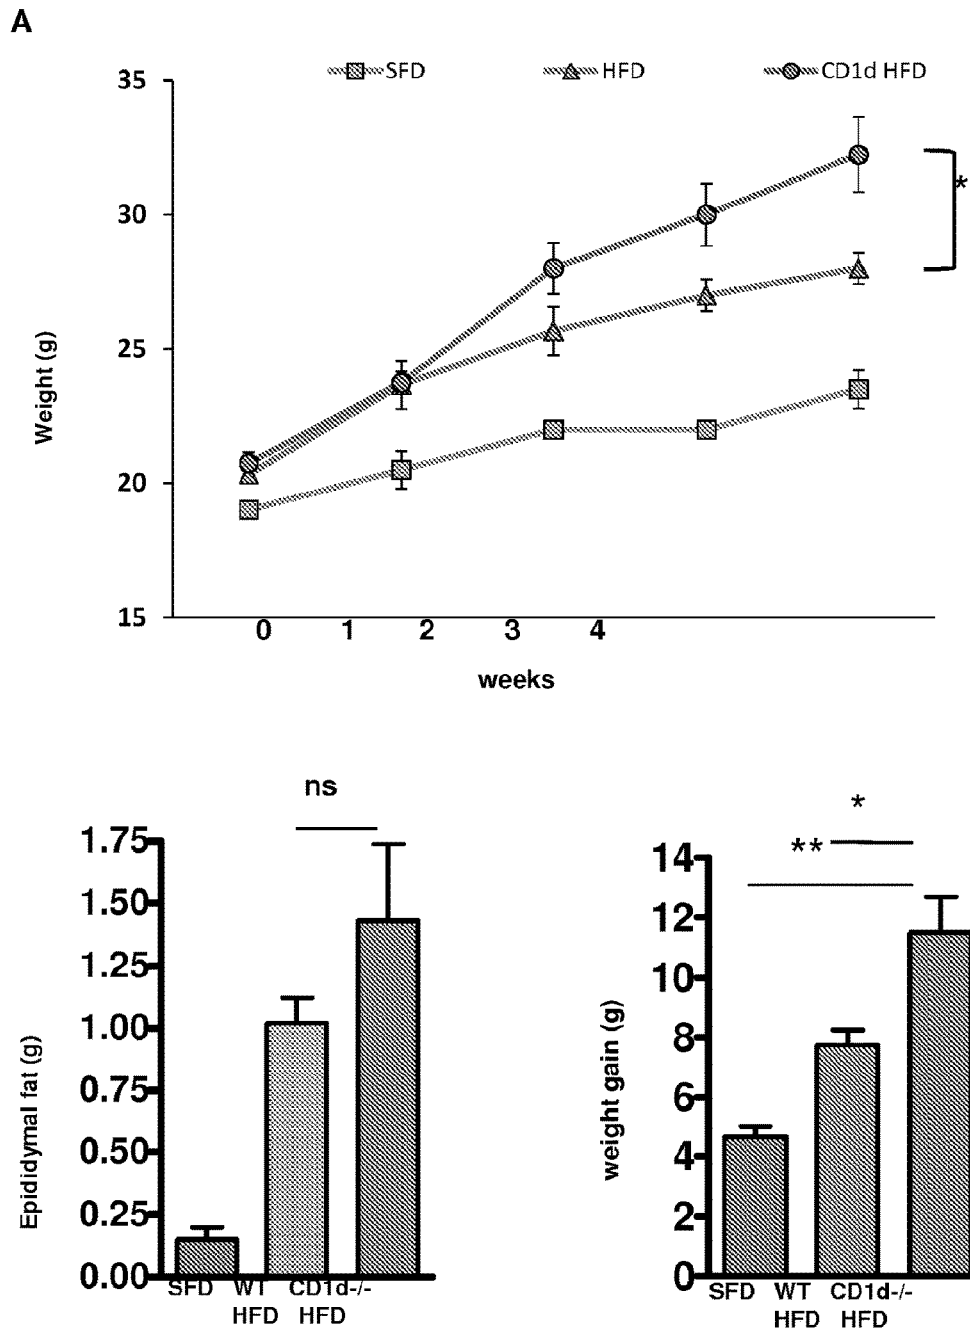 A
SFD HFD CD1d HFD
35
30
25
20
15
Weight (g)
*
0 1 2 3 4
weeks
ns
1.75
1.50
1.25
1.00
0.75
0.50
0.25
0.00
Epididymal fat (g)
SFD WT CD1d-/-
HFD HFD
*
**
14
12
10
8
6
4
2
0
weight gain (g)
SFD WT CD1d-/-
HFD HFD